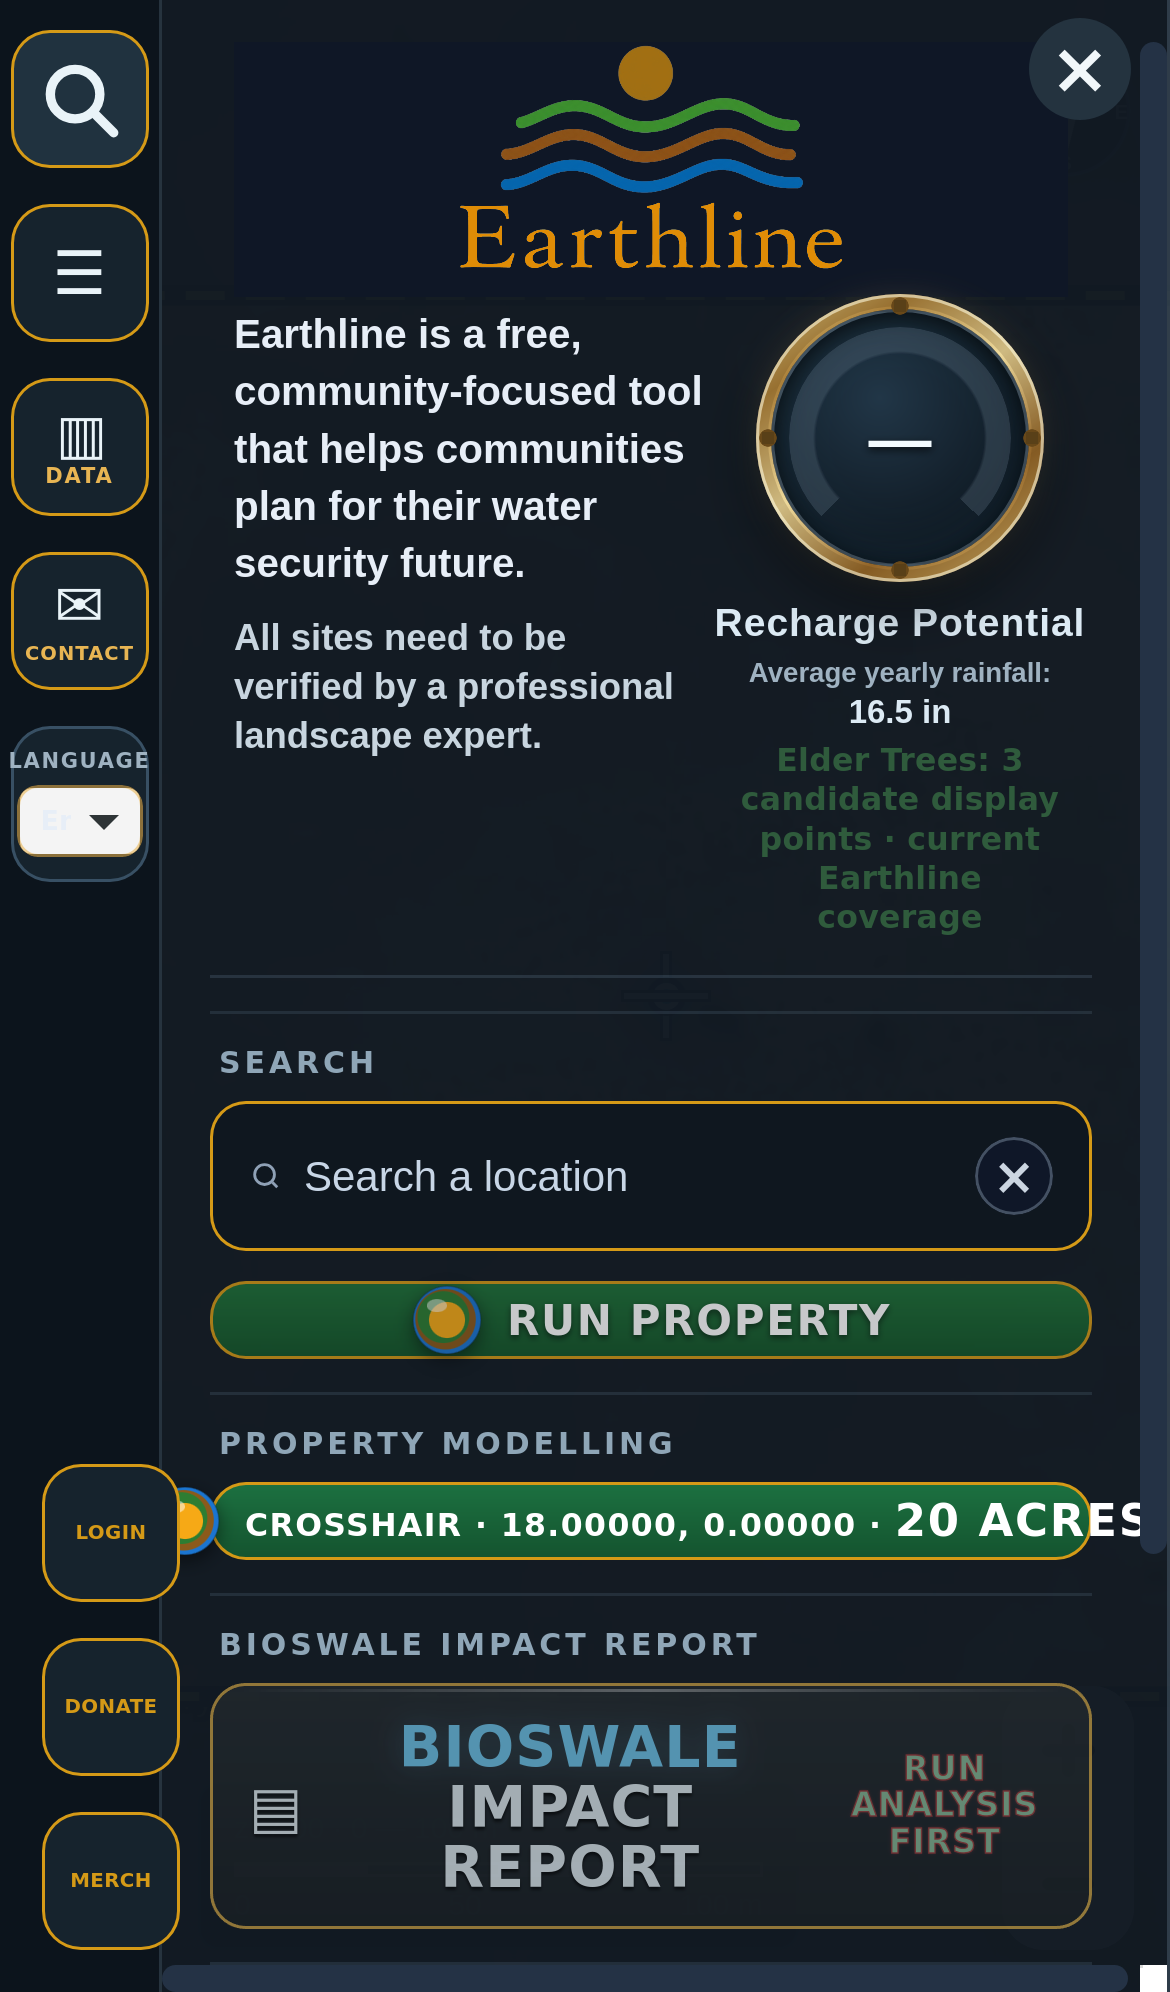 Earthline
Earthline is a free,
community-focused tool
that helps communities
plan for their water
security future.
All sites need to be
verified by a professional
landscape expert.
—
Recharge Potential
Average yearly rainfall:
16.5 in
Elder Trees: 3
candidate display
points · current
Earthline
coverage
DATA
CONTACT
LANGUAGE
SEARCH
Search a location
RUN PROPERTY
PROPERTY MODELLING
CROSSHAIR · 18.00000, 0.00000 · 20 ACRES
BIOSWALE IMPACT REPORT
BIOSWALE
IMPACT
REPORT
RUN
ANALYSIS
FIRST
LOGIN
DONATE
MERCH